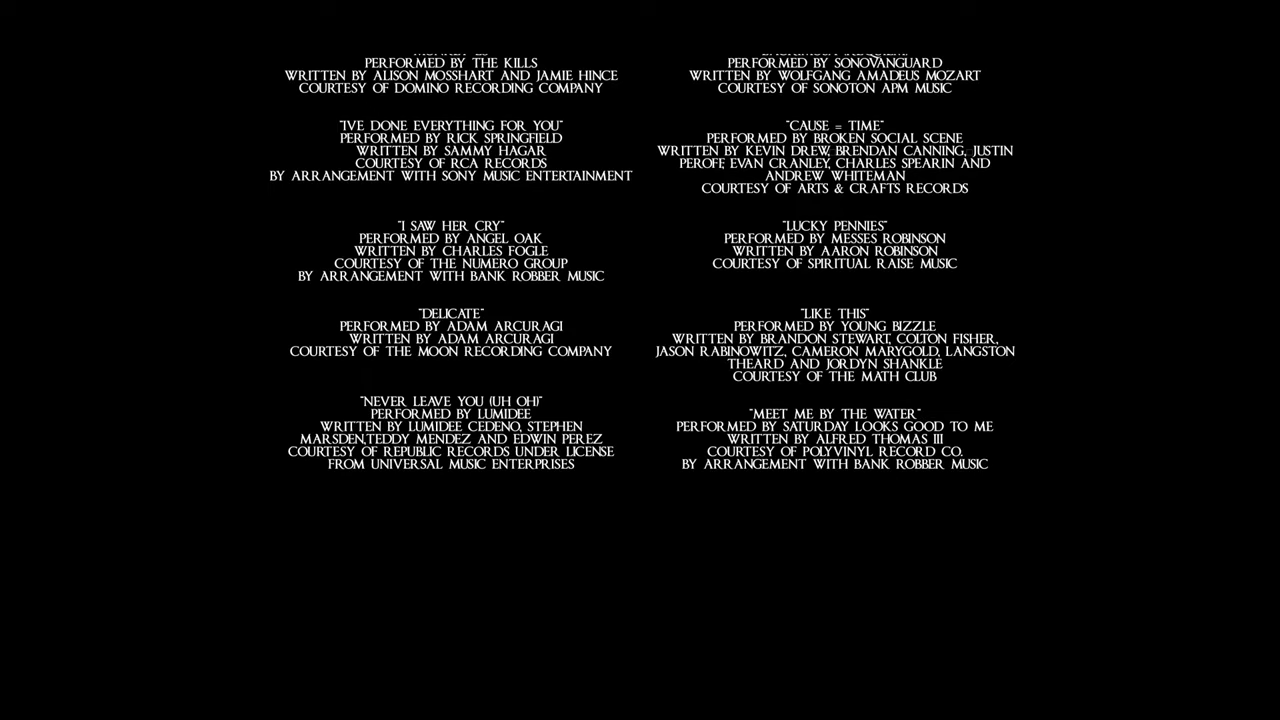 PERFORMED BY THE KILLS
WRITTEN BY ALISON MOSSHART AND JAMIE HINCE
COURTESY OF DOMINO RECORDING COMPANY
"IVE DONE EVERYTHING FOR YOU"
PERFORMED BY RICK SPRINGFIELD
WRITTEN BY SAMMY HAGAR
COURTESY OF RCA RECORDS
BY ARRANGEMENT WITH SONY MUSIC ENTERTAINMENT
"I SAW HER CRY"
PERFORMED BY ANGEL OAK
WRITTEN BY CHARLES FOGLE
COURTESY OF THE NUMERO GROUP
BY ARRANGEMENT WITH BANK ROBBER MUSIC
"DELICATE"
PERFORMED BY ADAM ARCURAGI
WRITTEN BY ADAM ARCURAGI
COURTESY OF THE MOON RECORDING COMPANY
"NEVER LEAVE YOU (UH OH)"
PERFORMED BY LUMIDEE
WRITTEN BY LUMIDEE CEDENO, STEPHEN
MARSDEN,TEDDY MENDEZ AND EDWIN PEREZ
COURTESY OF REPUBLIC RECORDS UNDER LICENSE
FROM UNIVERSAL MUSIC ENTERPRISES
PERFORMED BY SONOVANGUARD
WRITTEN BY WOLFGANG AMADEUS MOZART
COURTESY OF SONOTON APM MUSIC
"CAUSE = TIME"
PERFORMED BY BROKEN SOCIAL SCENE
WRITTEN BY KEVIN DREW, BRENDAN CANNING, JUSTIN
PEROFF, EVAN CRANLEY, CHARLES SPEARIN AND
ANDREW WHITEMAN
COURTESY OF ARTS & CRAFTS RECORDS
"LUCKY PENNIES"
PERFORMED BY MESSES ROBINSON
WRITTEN BY AARON ROBINSON
COURTESY OF SPIRITUAL RAISE MUSIC
"LIKE THIS"
PERFORMED BY YOUNG BIZZLE
WRITTEN BY BRANDON STEWART, COLTON FISHER,
JASON RABINOWITZ, CAMERON MARYGOLD, LANGSTON
THEARD AND JORDYN SHANKLE
COURTESY OF THE MATH CLUB
"MEET ME BY THE WATER"
PERFORMED BY SATURDAY LOOKS GOOD TO ME
WRITTEN BY ALFRED THOMAS III
COURTESY OF POLYVINYL RECORD CO.
BY ARRANGEMENT WITH BANK ROBBER MUSIC